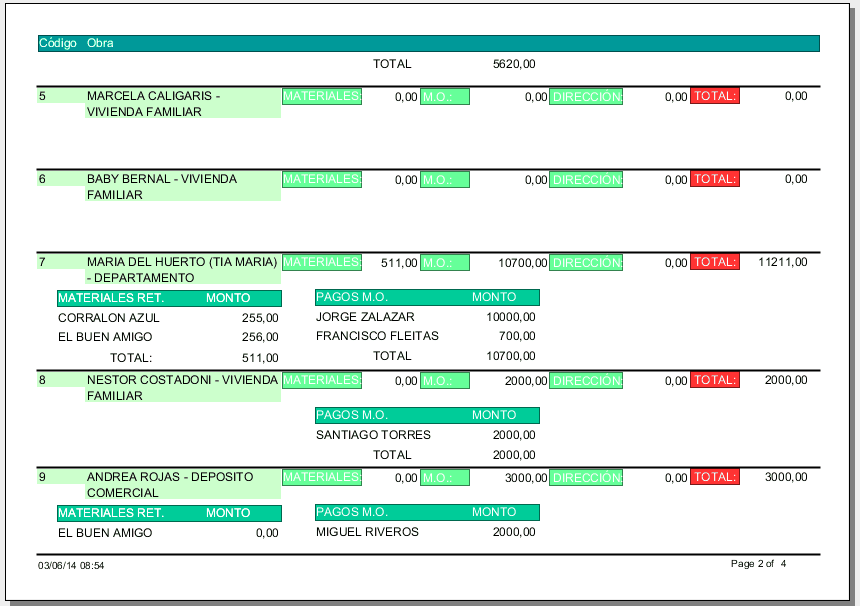 Código Obra
TOTAL 5620,00
5 MARCELA CALIGARIS - MATERIALES: 0,00 M.O.: 0,00 DIRECCIÓN: 0,00 TOTAL: 0,00
VIVIENDA FAMILIAR
6 BABY BERNAL - VIVIENDA MATERIALES: 0,00 M.O.: 0,00 DIRECCIÓN: 0,00 TOTAL: 0,00
FAMILIAR
7 MARIA DEL HUERTO (TIA MARIA) MATERIALES: 511,00 M.O.: 10700,00 DIRECCIÓN: 0,00 TOTAL: 11211,00
- DEPARTAMENTO
MATERIALES RET. MONTO PAGOS M.O. MONTO
CORRALON AZUL 255,00 JORGE ZALAZAR 10000,00
EL BUEN AMIGO 256,00 FRANCISCO FLEITAS 700,00
TOTAL: 511,00 TOTAL 10700,00
8 NESTOR COSTADONI - VIVIENDA MATERIALES: 0,00 M.O.: 2000,00 DIRECCIÓN: 0,00 TOTAL: 2000,00
FAMILIAR
PAGOS M.O. MONTO
SANTIAGO TORRES 2000,00
TOTAL 2000,00
9 ANDREA ROJAS - DEPOSITO MATERIALES: 0,00 M.O.: 3000,00 DIRECCIÓN: 0,00 TOTAL: 3000,00
COMERCIAL
MATERIALES RET. MONTO PAGOS M.O. MONTO
EL BUEN AMIGO 0,00 MIGUEL RIVEROS 2000,00
03/06/14 08:54 Page 2 of 4